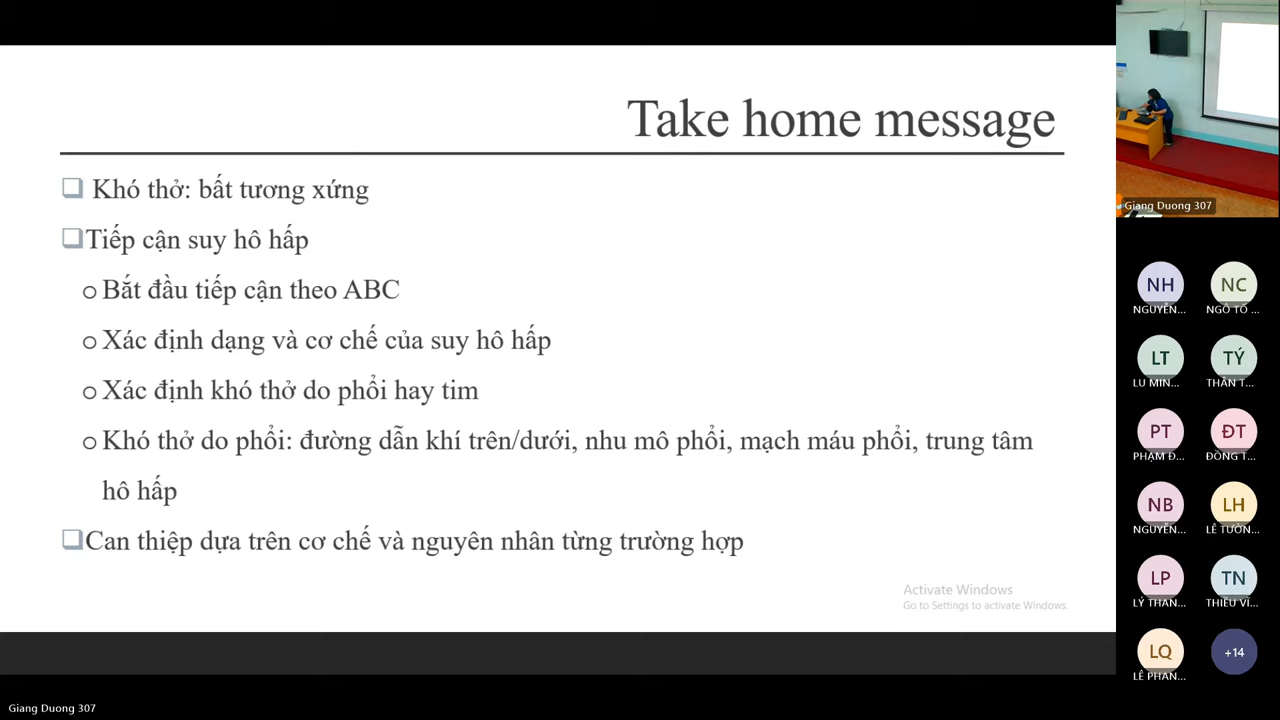 Take home message
Khó thở: bất tương xứng
Tiếp cận suy hô hấp
Bắt đầu tiếp cận theo ABC
Xác định dạng và cơ chế của suy hô hấp
Xác định khó thở do phổi hay tim
Khó thở do phổi: đường dẫn khí trên/dưới, nhu mô phổi, mạch máu phổi, trung tâm
hô hấp
Can thiệp dựa trên cơ chế và nguyên nhân từng trường hợp
Activate Windows
Go to Settings to activate Windows.
Giang Duong 307
Giang Duong 307
NH
NC
NGUYỄN...
NGÔ TỐ ...
LT
TÝ
LU MIN...
THÂN T...
PT
ĐT
PHẠM Đ...
ĐỒNG T...
NB
LH
NGUYỄN...
LÊ TƯỜN...
LP
TN
LÝ THAN...
THIỀU VĨ...
LQ
+14
LÊ PHAN...